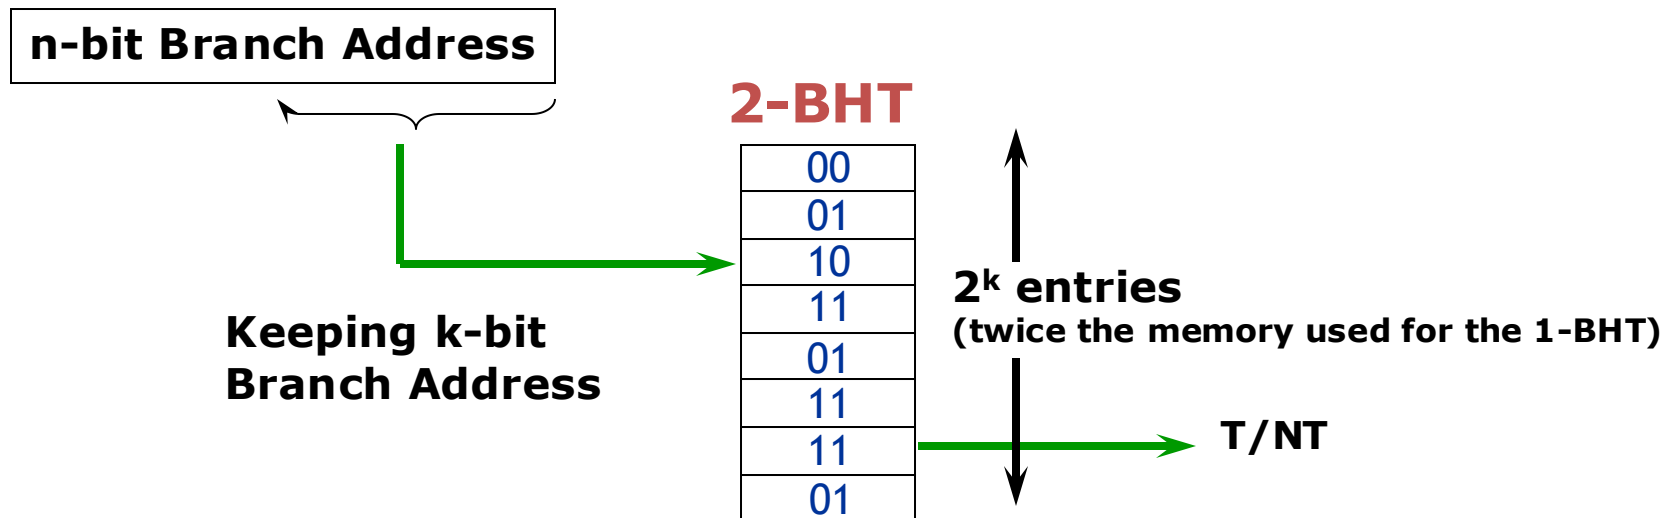 n-bit Branch Address
2-BHT
00
01
10
11
01
11
11
01
Keeping k-bit
Branch Address
2ᵏ entries
(twice the memory used for the 1-BHT)
T/NT